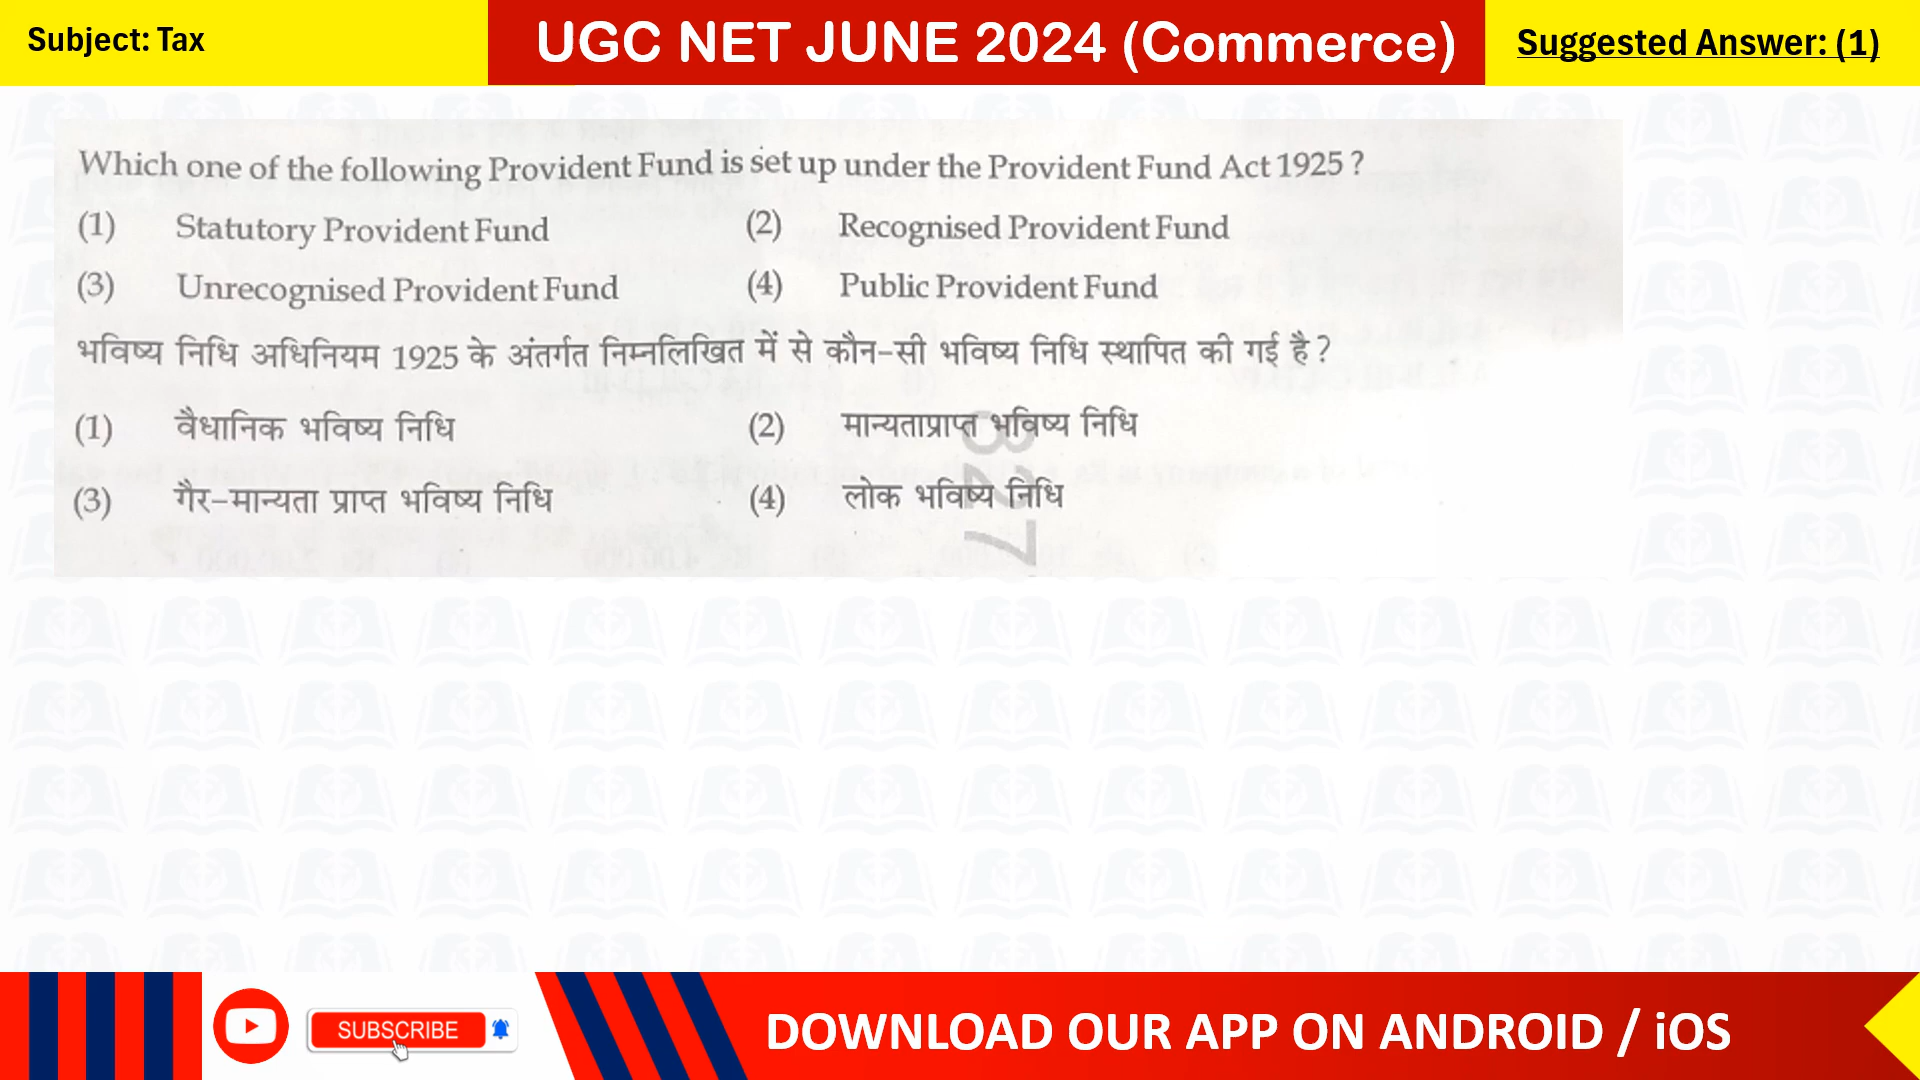 Subject: Tax
UGC NET JUNE 2024 (Commerce)
Suggested Answer: (1)
Which one of the following Provident Fund is set up under the Provident Fund Act 1925 ?
(1) Statutory Provident Fund (2) Recognised Provident Fund
(3) Unrecognised Provident Fund (4) Public Provident Fund
भविष्य निधि अधिनियम 1925 के अंतर्गत निम्नलिखित में से कौन-सी भविष्य निधि स्थापित की गई है ?
(1) वैधानिक भविष्य निधि (2) मान्यताप्राप्त भविष्य निधि
(3) गैर-मान्यता प्राप्त भविष्य निधि (4) लोक भविष्य निधि
827
SUBSCRIBE
DOWNLOAD OUR APP ON ANDROID / iOS